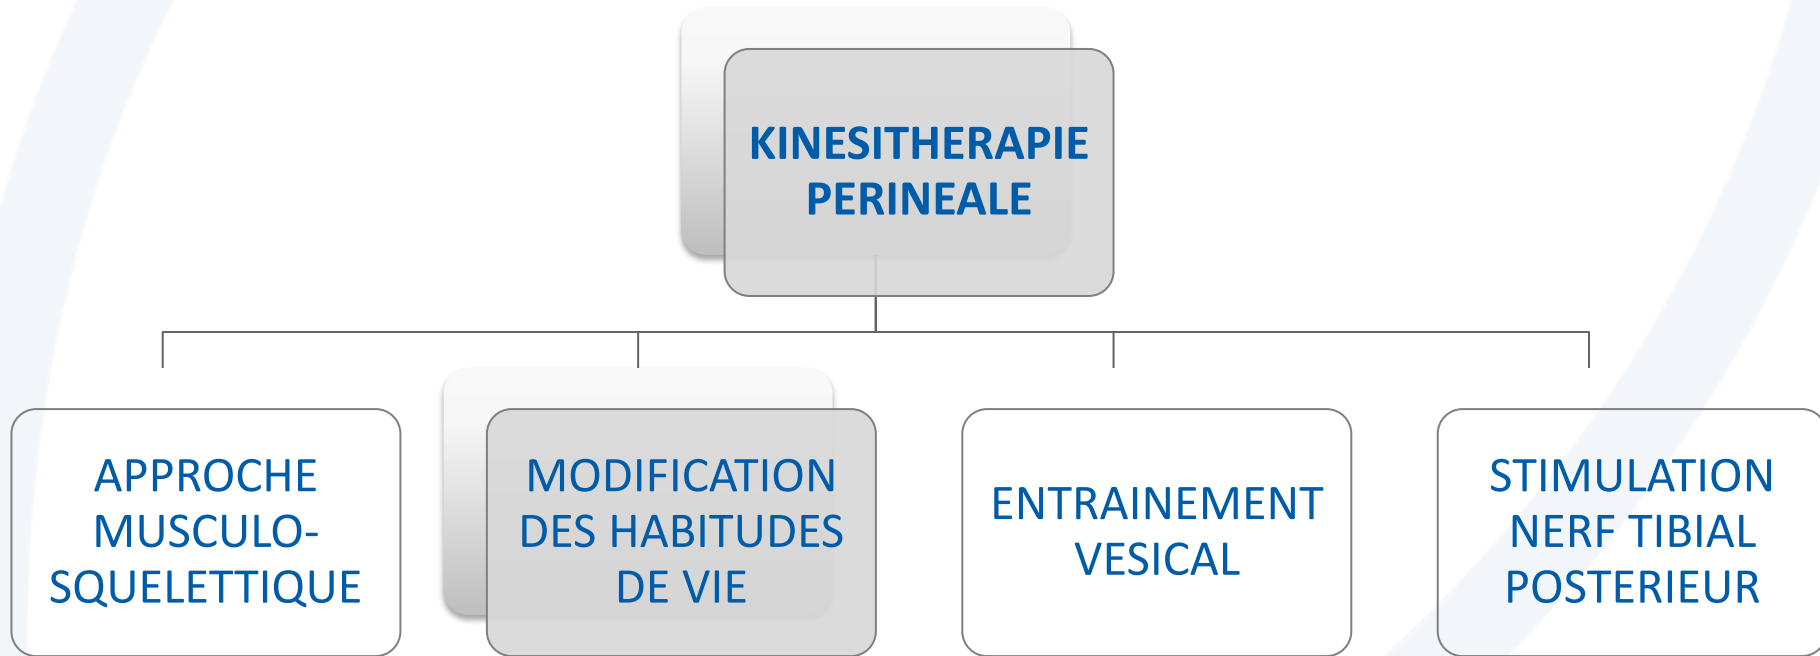 KINESITHERAPIE
PERINEALE
APPROCHE
MUSCULO-
SQUELETTIQUE
MODIFICATION
DES HABITUDES
DE VIE
ENTRAINEMENT
VESICAL
STIMULATION
NERF TIBIAL
POSTERIEUR